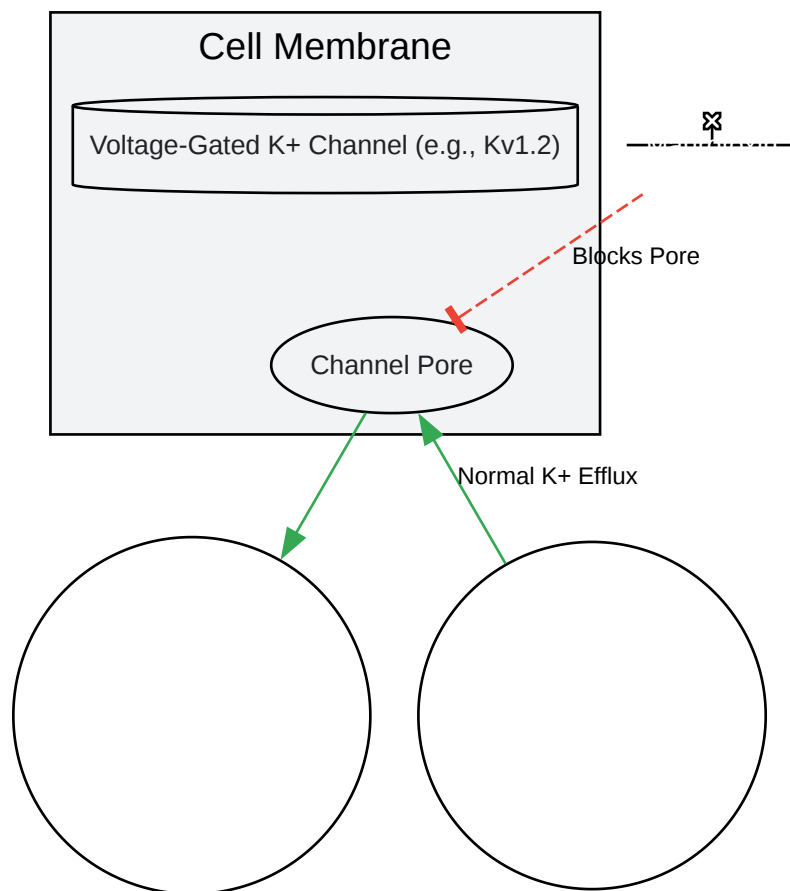 Cell Membrane
Voltage-Gated K+ Channel (e.g., Kv1.2)
Blocks Pore
Channel Pore
Normal K+ Efflux